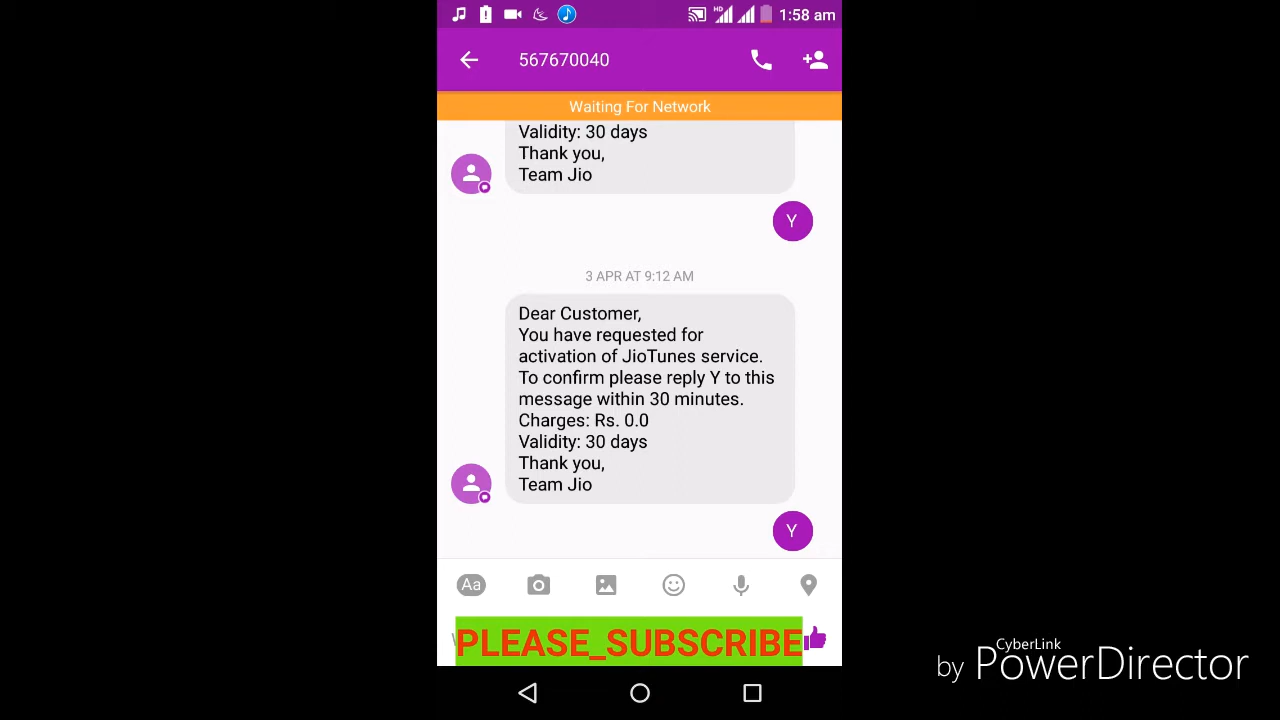 HD
1:58 am
567670040
Waiting For Network
Validity: 30 days
Thank you,
Team Jio
Y
3 APR AT 9:12 AM
Dear Customer,
You have requested for
activation of JioTunes service.
To confirm please reply Y to this
message within 30 minutes.
Charges: Rs. 0.0
Validity: 30 days
Thank you,
Team Jio
Y
Aa
PLEASE_SUBSCRIBE
by CyberLink
PowerDirector